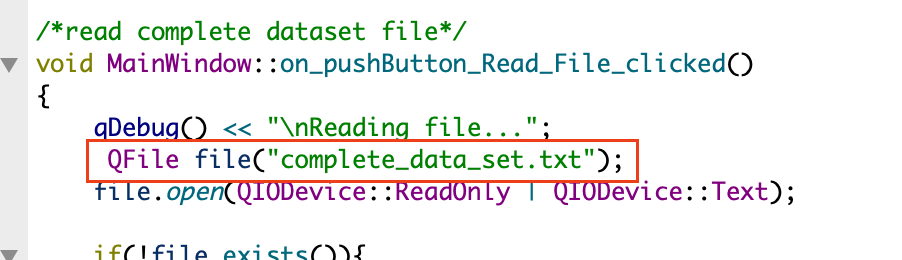 /*read complete dataset file*/
void MainWindow::on_pushButton_Read_File_clicked()
{
qDebug() << "\nReading file...";
QFile file("complete_data_set.txt");
file.open(QIODevice::ReadOnly | QIODevice::Text);
if(!file.exists()){